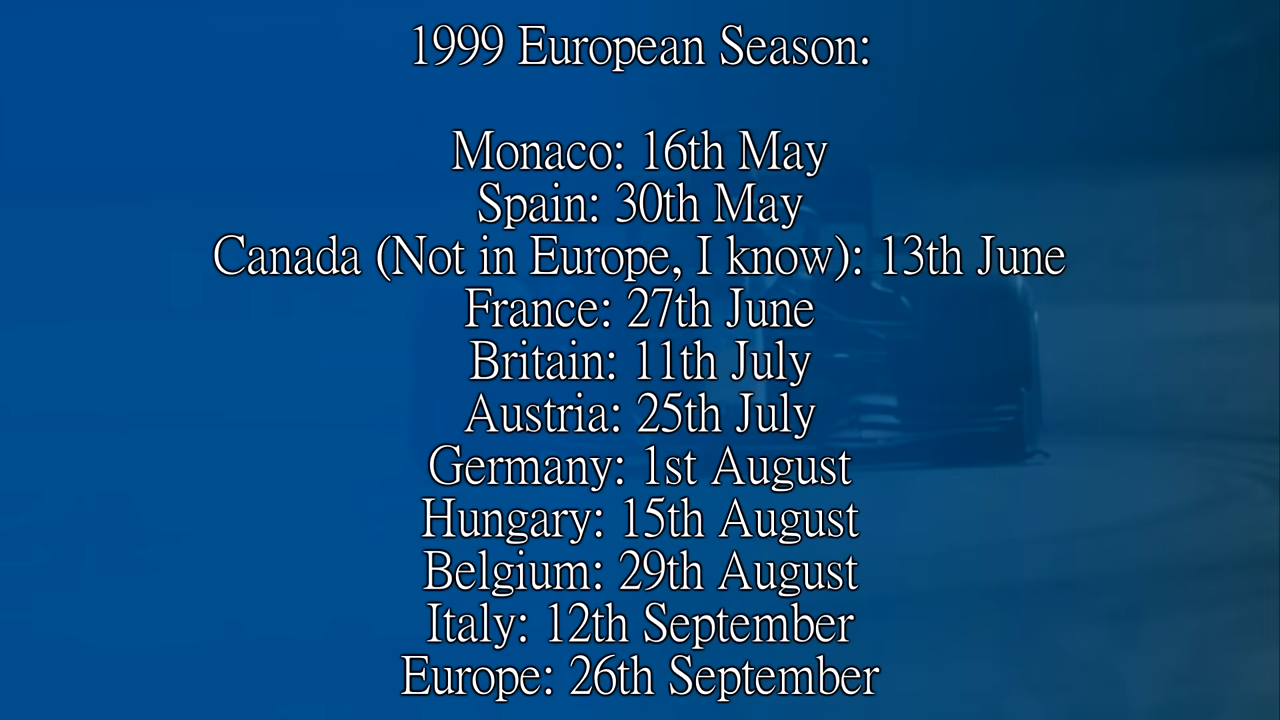 1999 European Season:
Monaco: 16th May
Spain: 30th May
Canada (Not in Europe, I know): 13th June
France: 27th June
Britain: 11th July
Austria: 25th July
Germany: 1st August
Hungary: 15th August
Belgium: 29th August
Italy: 12th September
Europe: 26th September